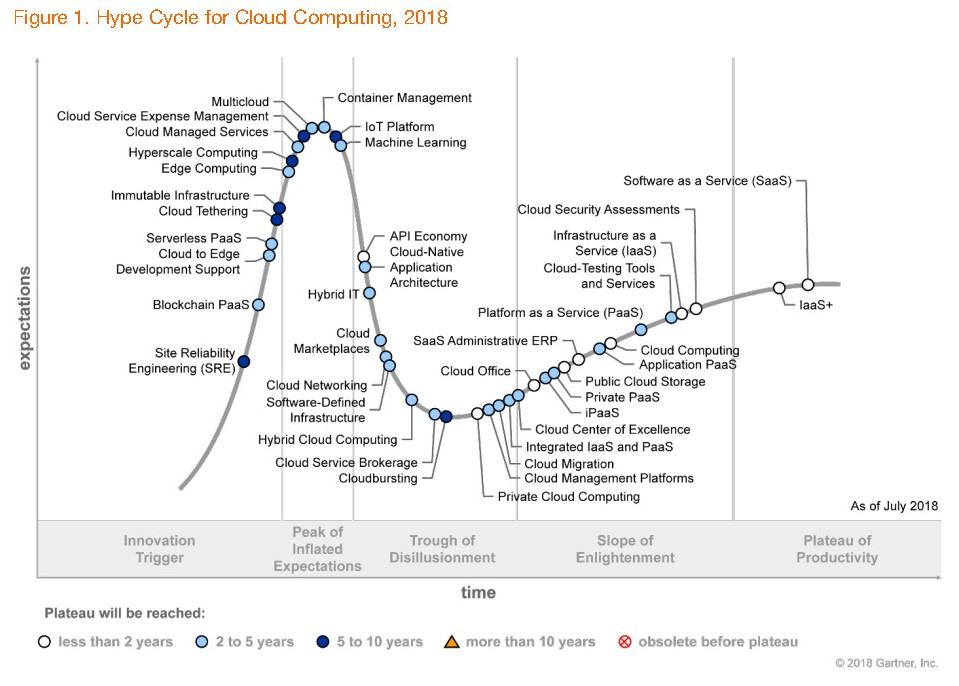 Figure 1. Hype Cycle for Cloud Computing, 2018
expectations
Multicloud
Cloud Service Expense Management
Cloud Managed Services
Hyperscale Computing
Edge Computing
Immutable Infrastructure
Cloud Tethering
Serverless PaaS
Cloud to Edge
Development Support
Blockchain PaaS
Site Reliability
Engineering (SRE)
Container Management
IoT Platform
Machine Learning
API Economy
Cloud-Native
Application
Architecture
Hybrid IT
Cloud
Marketplaces
Cloud Networking
Software-Defined
Infrastructure
Hybrid Cloud Computing
Cloud Service Brokerage
Cloudbursting
Software as a Service (SaaS)
Cloud Security Assessments
Infrastructure as a
Service (IaaS)
Cloud-Testing Tools
and Services
Platform as a Service (PaaS)
SaaS Administrative ERP
Cloud Office
IaaS+
Cloud Computing
Application PaaS
Public Cloud Storage
Private PaaS
iPaaS
Cloud Center of Excellence
Integrated IaaS and PaaS
Cloud Migration
Cloud Management Platforms
Private Cloud Computing
As of July 2018
Innovation
Trigger
Peak of
Inflated
Expectations
Trough of
Disillusionment
Slope of
Enlightenment
Plateau of
Productivity
time
Plateau will be reached:
less than 2 years
2 to 5 years
5 to 10 years
more than 10 years
obsolete before plateau
© 2018 Gartner, Inc.